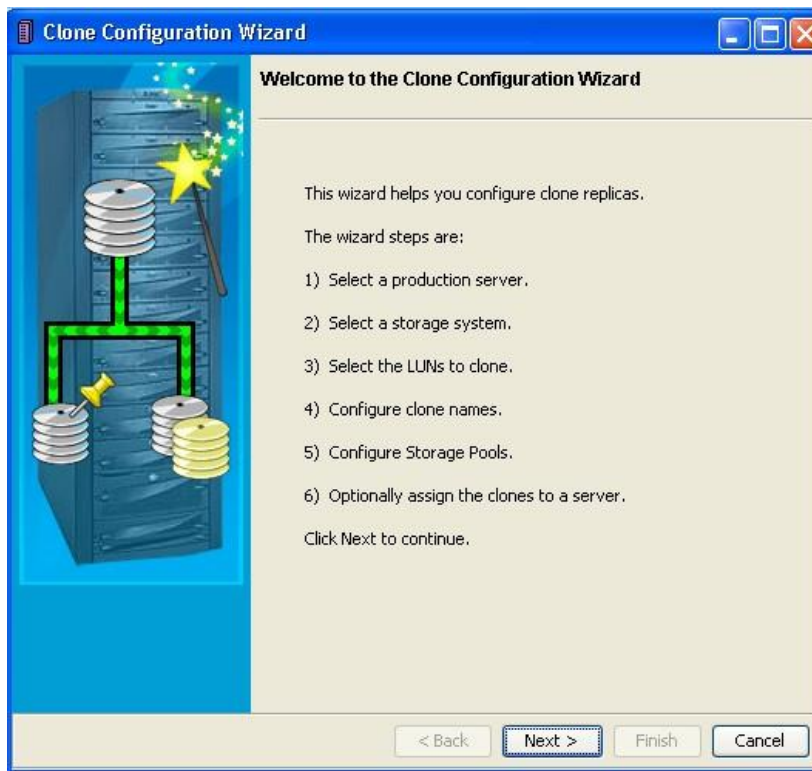 Clone Configuration Wizard
Welcome to the Clone Configuration Wizard
This wizard helps you configure clone replicas.
The wizard steps are:
1) Select a production server.
2) Select a storage system.
3) Select the LUNs to clone.
4) Configure clone names.
5) Configure Storage Pools.
6) Optionally assign the clones to a server.
Click Next to continue.
< Back Next > Finish Cancel